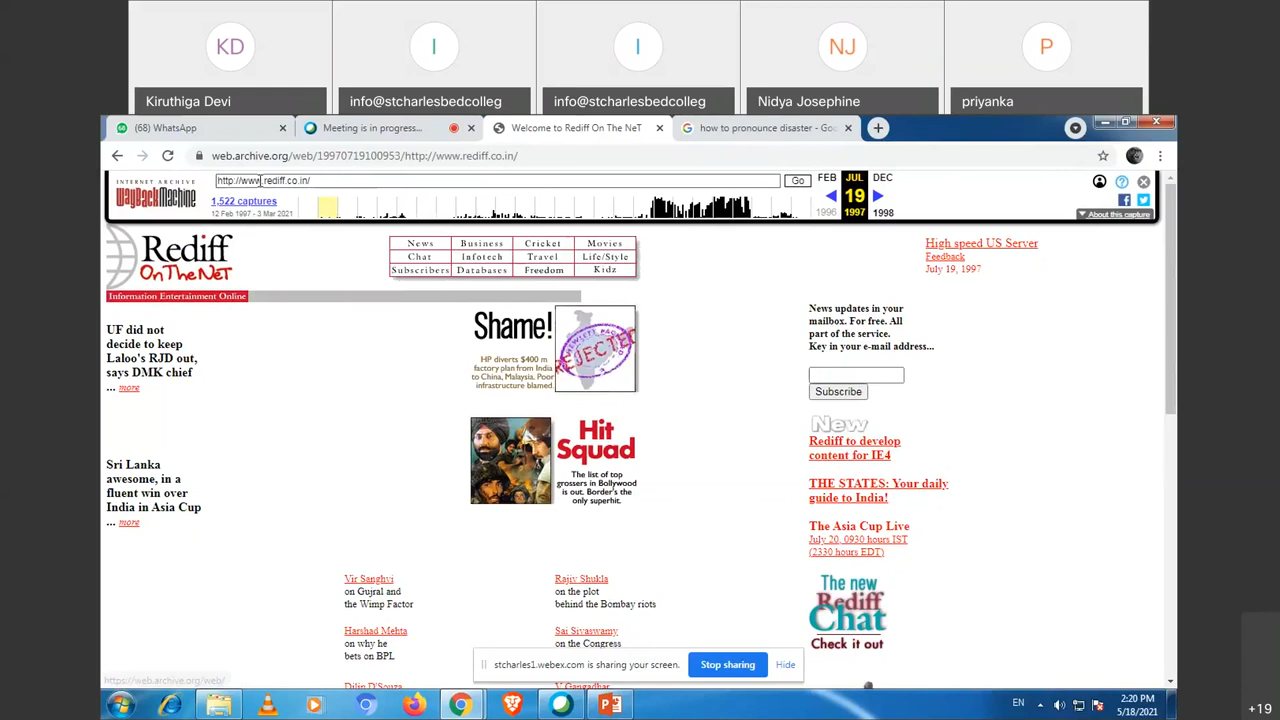 KD
I
I
NJ
P
Kiruthiga Devi
info@stcharlesbedcolleg
info@stcharlesbedcolleg
Nidya Josephine
priyanka
(68) WhatsApp
Meeting is in progress...
Welcome to Rediff On The NeT
how to pronounce disaster - Goo
web.archive.org/web/19970719100953/http://www.rediff.co.in/
INTERNET ARCHIVE
WayBackMachine
http://www.rediff.co.in/
Go
FEB
JUL
DEC
1,522 captures
12 Feb 1997 - 3 Mar 2021
19
1996
1997
1998
About this capture
Rediff
On The NeT
Information Entertainment Online
News
Business
Cricket
Movies
Chat
Infotech
Travel
Life/Style
Subscribers
Databases
Freedom
Kidz
High speed US Server
Feedback
July 19, 1997
UF did not
decide to keep
Laloo's RJD out,
says DMK chief
... more
Sri Lanka
awesome, in a
fluent win over
India in Asia Cup
... more
Shame!
HP diverts $400 m
factory plan from India
to China, Malaysia. Poor
infrastructure blamed.
HEWLETT PACKARD
REJECTED
Hit
Squad
The list of top
grossers in Bollywood
is out. Border's the
only superhit.
News updates in your
mailbox. For free. All
part of the service.
Key in your e-mail address...
Subscribe
New
Rediff to develop
content for IE4
THE STATES: Your daily
guide to India!
The Asia Cup Live
July 20, 0930 hours IST
(2330 hours EDT)
The new
Rediff
Chat
Check it out
Vir Sanghvi
on Gujral and
the Wimp Factor
Rajiv Shukla
on the plot
behind the Bombay riots
Harshad Mehta
on why he
bets on BPL
Sai Sivaswamy
on the Congress
Dilip D'Souza
V Gangadhar
stcharles1.webex.com is sharing your screen.
Stop sharing
Hide
https://web.archive.org/web/
EN
2:20 PM
5/18/2021
+19